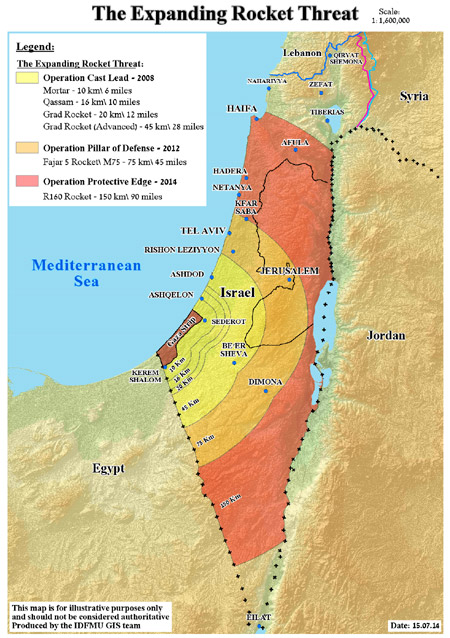 The Expanding Rocket Threat
Scale:
1: 1,600,000
Legend:
The Expanding Rocket Threat:
Operation Cast Lead - 2008
Mortar - 10 km\ 6 miles
Qassam - 16 km\ 10 miles
Grad Rocket - 20 km\ 12 miles
Grad Rocket (Advanced) - 45 km\ 28 miles
Operation Pillar of Defense - 2012
Fajar 5 Rocket\ M75 - 75 km\ 45 miles
Operation Protective Edge - 2014
R160 Rocket - 150 km\ 90 miles
Lebanon
QIRYAT
SHEMONA
NAHARIYYA
ZEFAT
Syria
HAIFA
TIBERIAS
AFULA
HADERA
NETANYA
KFAR
SABA
TEL AVIV
RISHON LEZIYYON
Mediterranean
Sea
ASHDOD
JERUSALEM
ASHQELON
Israel
SEDEROT
Gaza Strip
Jordan
BE'ER
SHEVA
KEREM
SHALOM
10 Km
16 Km
20 Km
DIMONA
45 Km
75 Km
Egypt
150 Km
EILAT
This map is for illustrative purposes only
and should not be considered authoritative
Produced by the IDFMU GIS team
Date: 15.07.14